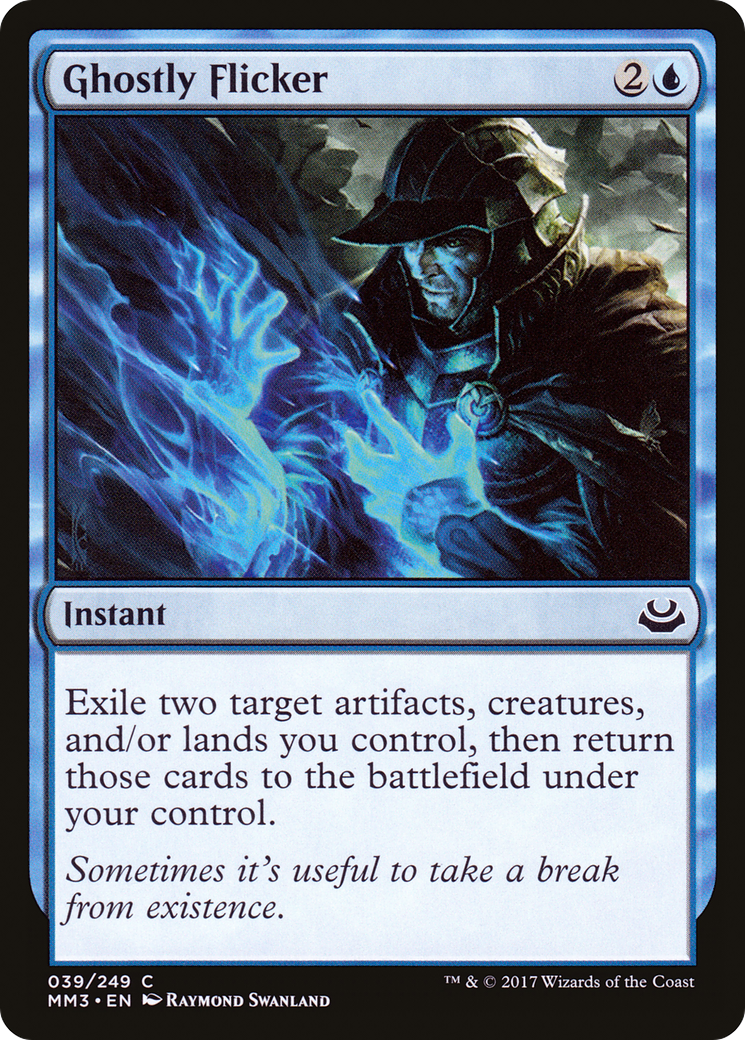 Ghostly Flicker 2
Instant
Exile two target artifacts, creatures,
and/or lands you control, then return
those cards to the battlefield under
your control.
Sometimes it's useful to take a break
from existence.
039/249 C
MM3 • EN Raymond Swanland
™ & © 2017 Wizards of the Coast